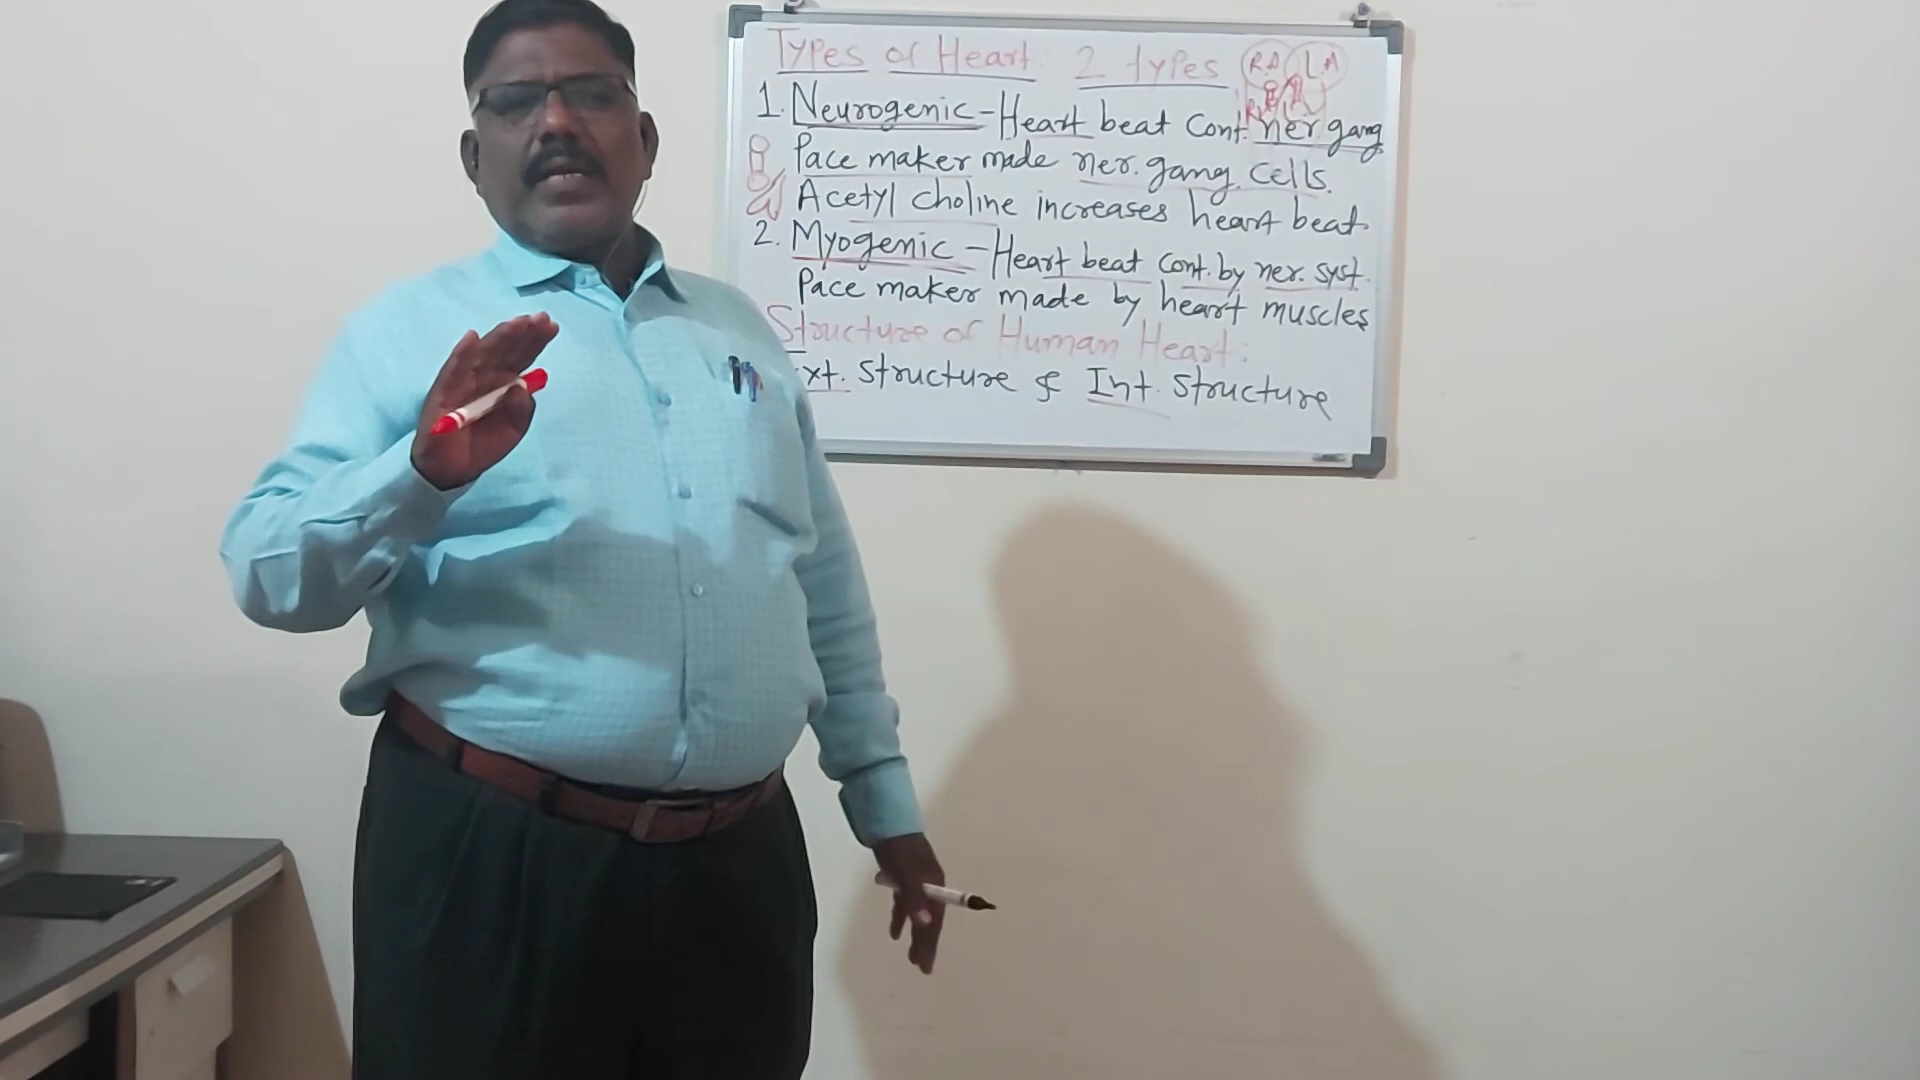 Types of Heart: 2 types
R.A L.A
1. Neurogenic - Heart beat Cont. ner. gang
Pace maker made ner. gang. cells.
Acetyl choline increases heart beat
2. Myogenic - Heart beat Cont. by ner. syst.
Pace maker made by heart muscles
Structure of Human Heart:
Ext. Structure & Int. Structure